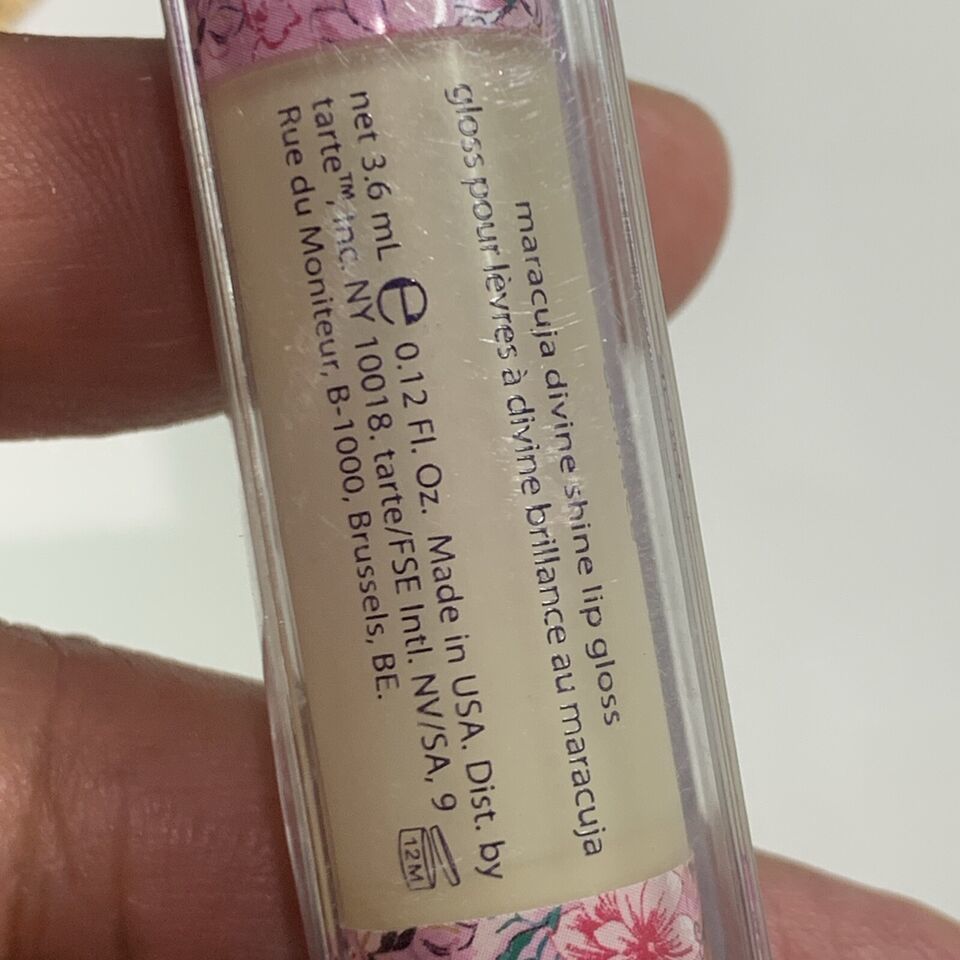 maracuja divine shine lip gloss
gloss pour lèvres à divine brillance au maracuja
net 3.6 mL e 0.12 Fl. Oz. Made in USA. Dist. by
tarte™, Inc. NY 10018. tarte/FSE Intl. NV/SA, 9
Rue du Moniteur, B-1000, Brussels, BE.
12M